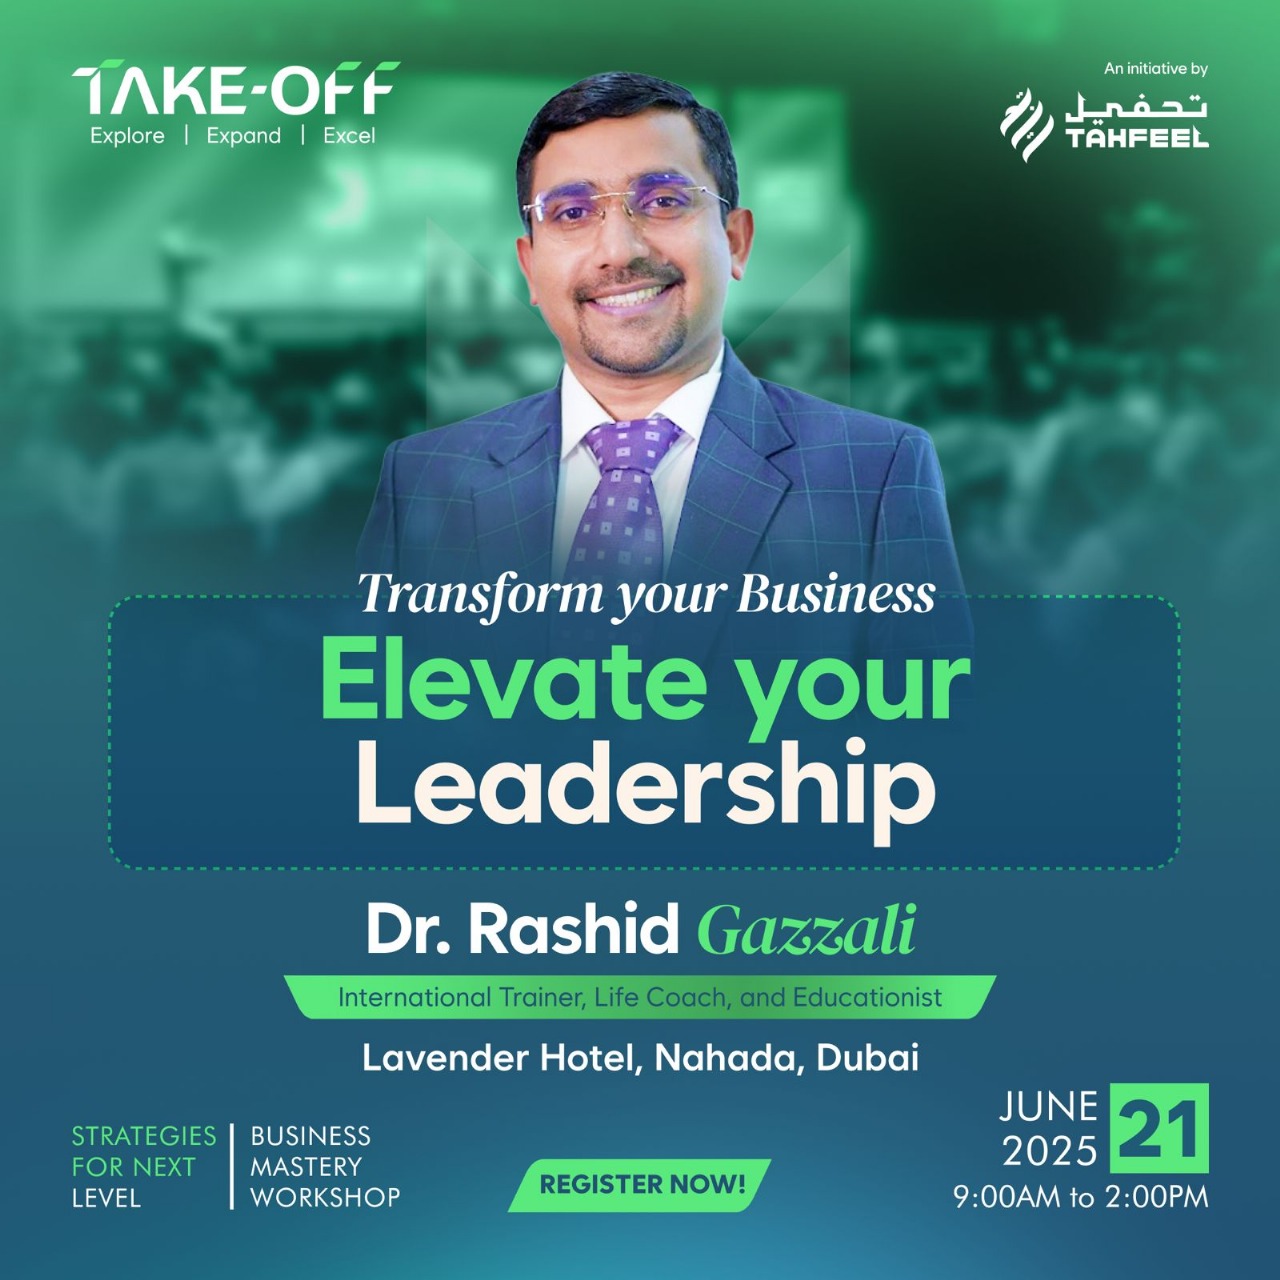 TAKE-OFF
Explore | Expand | Excel
An initiative by
تحفيل
TAHFEEL
Transform your Business
Elevate your
Leadership
Dr. Rashid Gazzali
International Trainer, Life Coach, and Educationist
Lavender Hotel, Nahada, Dubai
STRATEGIES
FOR NEXT
LEVEL
BUSINESS
MASTERY
WORKSHOP
REGISTER NOW!
JUNE
2025
21
9:00AM to 2:00PM